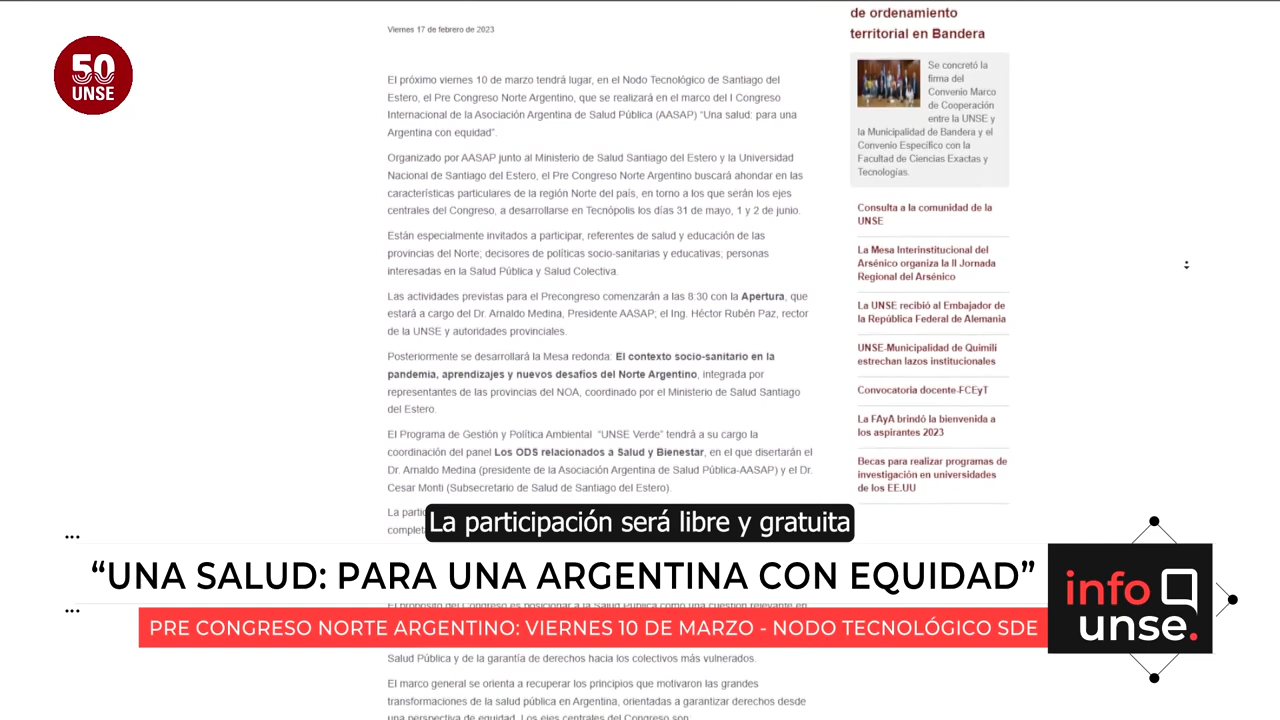 50
UNSE
Viernes 17 de febrero de 2023
El próximo viernes 10 de marzo tendrá lugar, en el Nodo Tecnológico de Santiago del
Estero, el Pre Congreso Norte Argentino, que se realizará en el marco del I Congreso
Internacional de la Asociación Argentina de Salud Pública (AASAP) “Una salud: para una
Argentina con equidad”.
Organizado por AASAP junto al Ministerio de Salud Santiago del Estero y la Universidad
Nacional de Santiago del Estero, el Pre Congreso Norte Argentino buscará ahondar en las
características particulares de la región Norte del país, en torno a los que serán los ejes
centrales del Congreso, a desarrollarse en Tecnópolis los días 31 de mayo, 1 y 2 de junio.
Están especialmente invitados a participar, referentes de salud y educación de las
provincias del Norte; decisores de políticas socio-sanitarias y educativas; personas
interesadas en la Salud Pública y Salud Colectiva.
Las actividades previstas para el Precongreso comenzarán a las 8:30 con la Apertura, que
estará a cargo del Dr. Arnaldo Medina, Presidente AASAP; el Ing. Héctor Rubén Paz, rector
de la UNSE y autoridades provinciales.
Posteriormente se desarrollará la Mesa redonda: El contexto socio-sanitario en la
pandemia, aprendizajes y nuevos desafíos del Norte Argentino, integrada por
representantes de las provincias del NOA, coordinado por el Ministerio de Salud Santiago
del Estero.
El Programa de Gestión y Política Ambiental “UNSE Verde” tendrá a su cargo la
coordinación del panel Los ODS relacionados a Salud y Bienestar, en el que disertarán el
Dr. Arnaldo Medina (presidente de la Asociación Argentina de Salud Pública-AASAP) y el Dr.
Cesar Monti (Subsecretario de Salud de Santiago del Estero).
La
de ordenamiento
territorial en Bandera
Se concretó la
firma del
Convenio Marco
de Cooperación
entre la UNSE y
la Municipalidad de Bandera y el
Convenio Específico con la
Facultad de Ciencias Exactas y
Tecnologías.
Consulta a la comunidad de la
UNSE
La Mesa Interinstitucional del
Arsénico organiza la II Jornada
Regional del Arsénico
La UNSE recibió al Embajador de
la República Federal de Alemania
UNSE-Municipalidad de Quimilí
estrechan lazos institucionales
Convocatoria docente-FCEyT
La FAyA brindó la bienvenida a
los aspirantes 2023
Becas para realizar programas de
investigación en universidades
de los EE.UU
La participación será libre y gratuita
“UNA SALUD: PARA UNA ARGENTINA CON EQUIDAD”
PRE CONGRESO NORTE ARGENTINO: VIERNES 10 DE MARZO - NODO TECNOLÓGICO SDE
info
unse.
Salud Pública y de la garantía de derechos hacia los colectivos más vulnerados.
El marco general se orienta a recuperar los principios que motivaron las grandes
transformaciones de la salud pública en Argentina, orientadas a garantizar derechos desde
una perspectiva de equidad. Los ejes centrales del Congreso son: